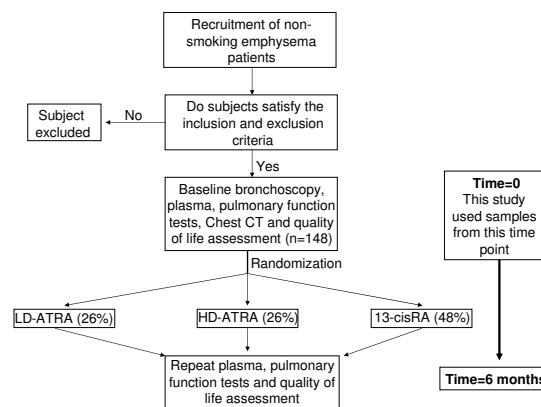 Recruitment of non-
smoking emphysema
patients
Subject
excluded
No
Do subjects satisfy the
inclusion and exclusion
criteria
Yes
Baseline bronchoscopy,
plasma, pulmonary function
tests, Chest CT and quality
of life assessment (n=148)
Time=0
This study
used samples
from this time
point
Randomization
LD-ATRA (26%)
HD-ATRA (26%)
13-cisRA (48%)
Repeat plasma, pulmonary
function tests and quality of
life assessment
Time=6 months